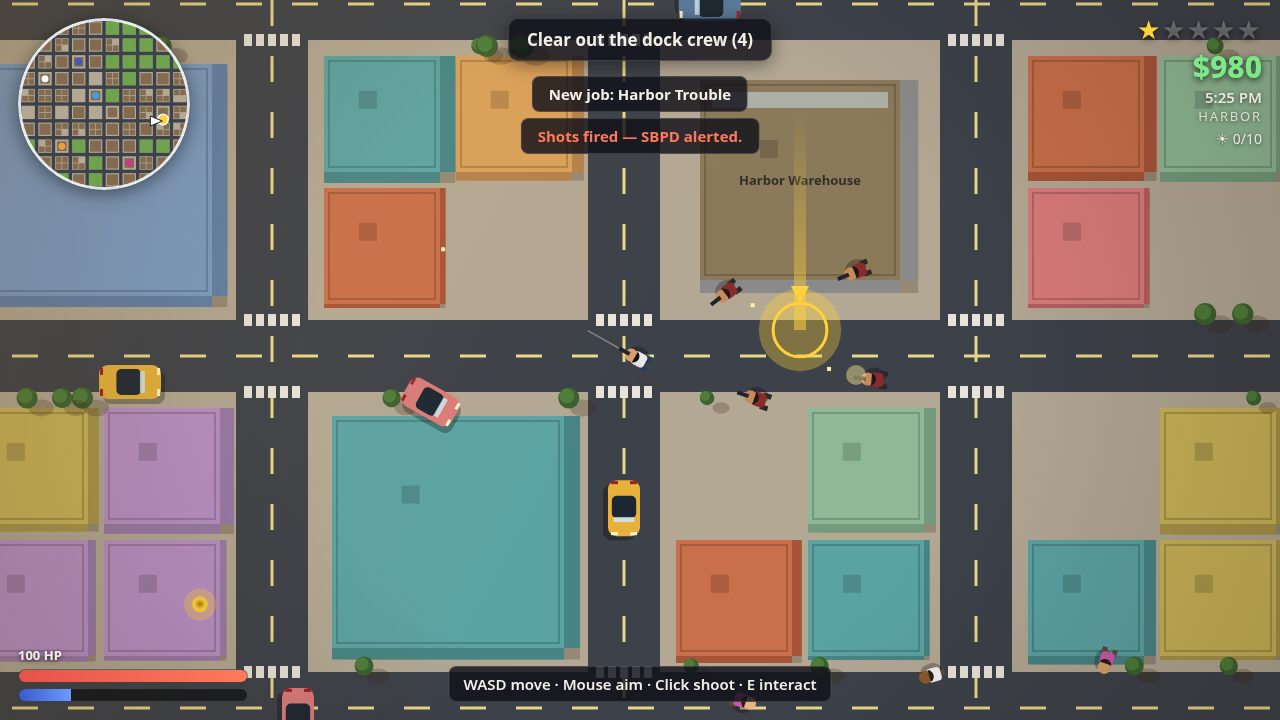 Clear out the dock crew (4)
New job: Harbor Trouble
Shots fired — SBPD alerted.
$980
5:25 PM
HARBOR
☀ 0/10
Harbor Warehouse
100 HP
WASD move · Mouse aim · Click shoot · E interact